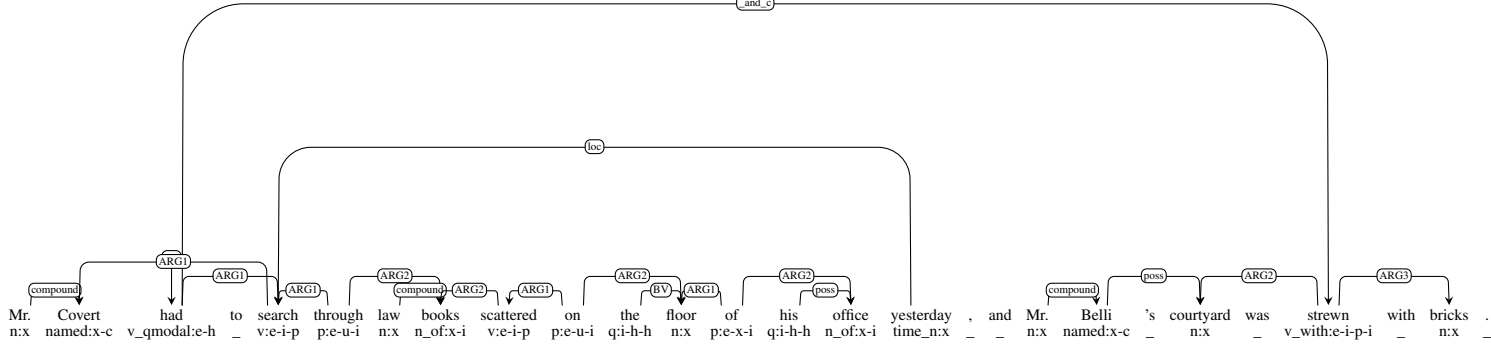 _and_c
loc
ARG1
compound ARG1 ARG1 ARG2 compound ARG2 ARG1 ARG2 BV ARG1 ARG2 poss compound poss ARG2 ARG3
Mr. Covert had to search through law books scattered on the floor of his office yesterday , and Mr. Belli 's courtyard was strewn with bricks .
n:x named:x-c v_qmodal:e-h _ v:e-i-p p:e-u-i n:x n_of:x-i v:e-i-p p:e-u-i q:i-h-h n:x p:e-x-i q:i-h-h n_of:x-i time_n:x _ _ n:x named:x-c _ n:x _ v_with:e-i-p-i _ n:x _